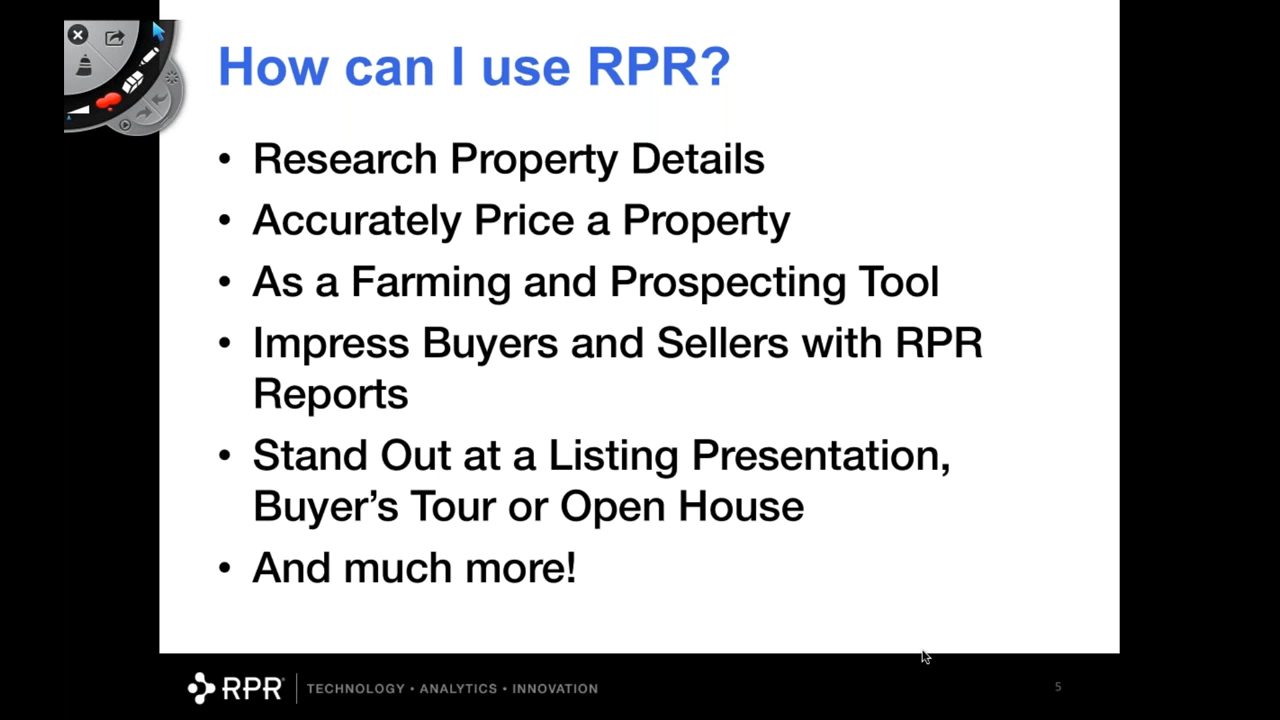 How can I use RPR?
• Research Property Details
• Accurately Price a Property
• As a Farming and Prospecting Tool
• Impress Buyers and Sellers with RPR
Reports
• Stand Out at a Listing Presentation,
Buyer’s Tour or Open House
• And much more!
RPR® | TECHNOLOGY • ANALYTICS • INNOVATION
5